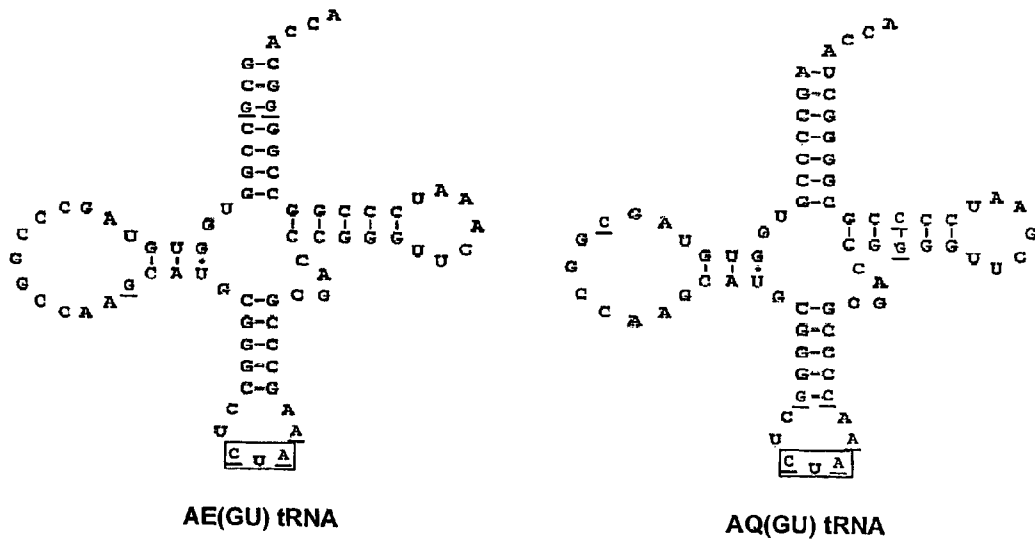 A C C A
G-C
C-G
G-G
C-G
C-G
G-C
G-C
U
G
G
U G U A
A G C C C G G C C A A G
C A U G
G G C C C U A A A C U U G
C C G G G
C
A
G
C
C-G
G-C
G-C
G-C
C-G
C A
U A
C U A
AE(GU) tRNA
A C C A
A-U
G-C
C-G
C-G
C-G
C-G
G-C
U
G
G
U G U A
A G C G G C C A A G
C A U G
G C C C C U A A G C U U G
C G T G G
C
A
G
C
C-G
G-C
G-C
G-C
G-C
C A
U A
C U A
AQ(GU) tRNA